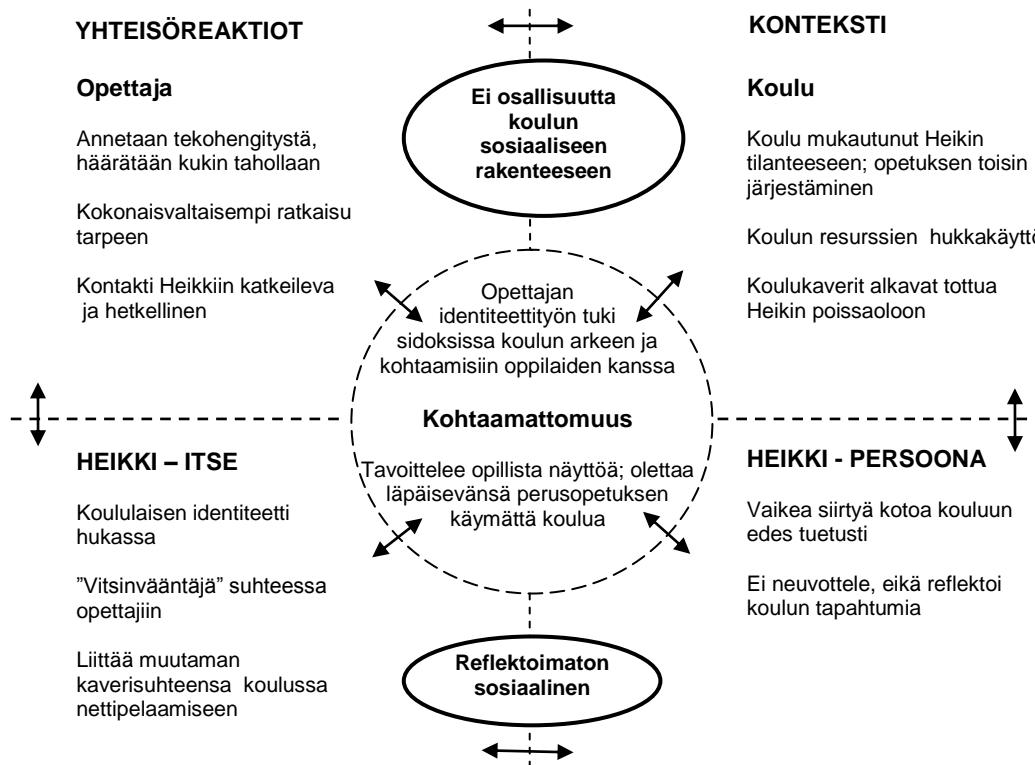 YHTEISÖREAKTIOT
Opettaja
Annetaan tekohengitystä,
häärätään kukin tahollaan
Kokonaisvaltaisempi ratkaisu
tarpeen
Kontakti Heikkiin katkeileva
ja hetkellinen
Ei osallisuutta
koulun
sosiaaliseen
rakenteeseen
KONTEKSTI
Koulu
Koulu mukautunut Heikin
tilanteeseen; opetuksen toisin
järjestäminen
Koulun resurssien hukkakäyttö
Koulukaverit alkavat tottua
Heikin poissaoloon
Opettajan
identiteettityön tuki
sidoksissa koulun arkeen ja
kohtaamisiin oppilaiden kanssa
Kohtaamattomuus
Tavoittelee opillista näyttöä; olettaa
läpäisevänsä perusopetuksen
käymättä koulua
HEIKKI – ITSE
Koululaisen identiteetti
hukassa
”Vitsinvääntäjä” suhteessa
opettajiin
Liittää muutaman
kaverisuhteensa koulussa
nettipelaamiseen
HEIKKI - PERSOONA
Vaikea siirtyä kotoa kouluun
edes tuetusti
Ei neuvottele, eikä reflektoi
koulun tapahtumia
Reflektoimaton
sosiaalinen